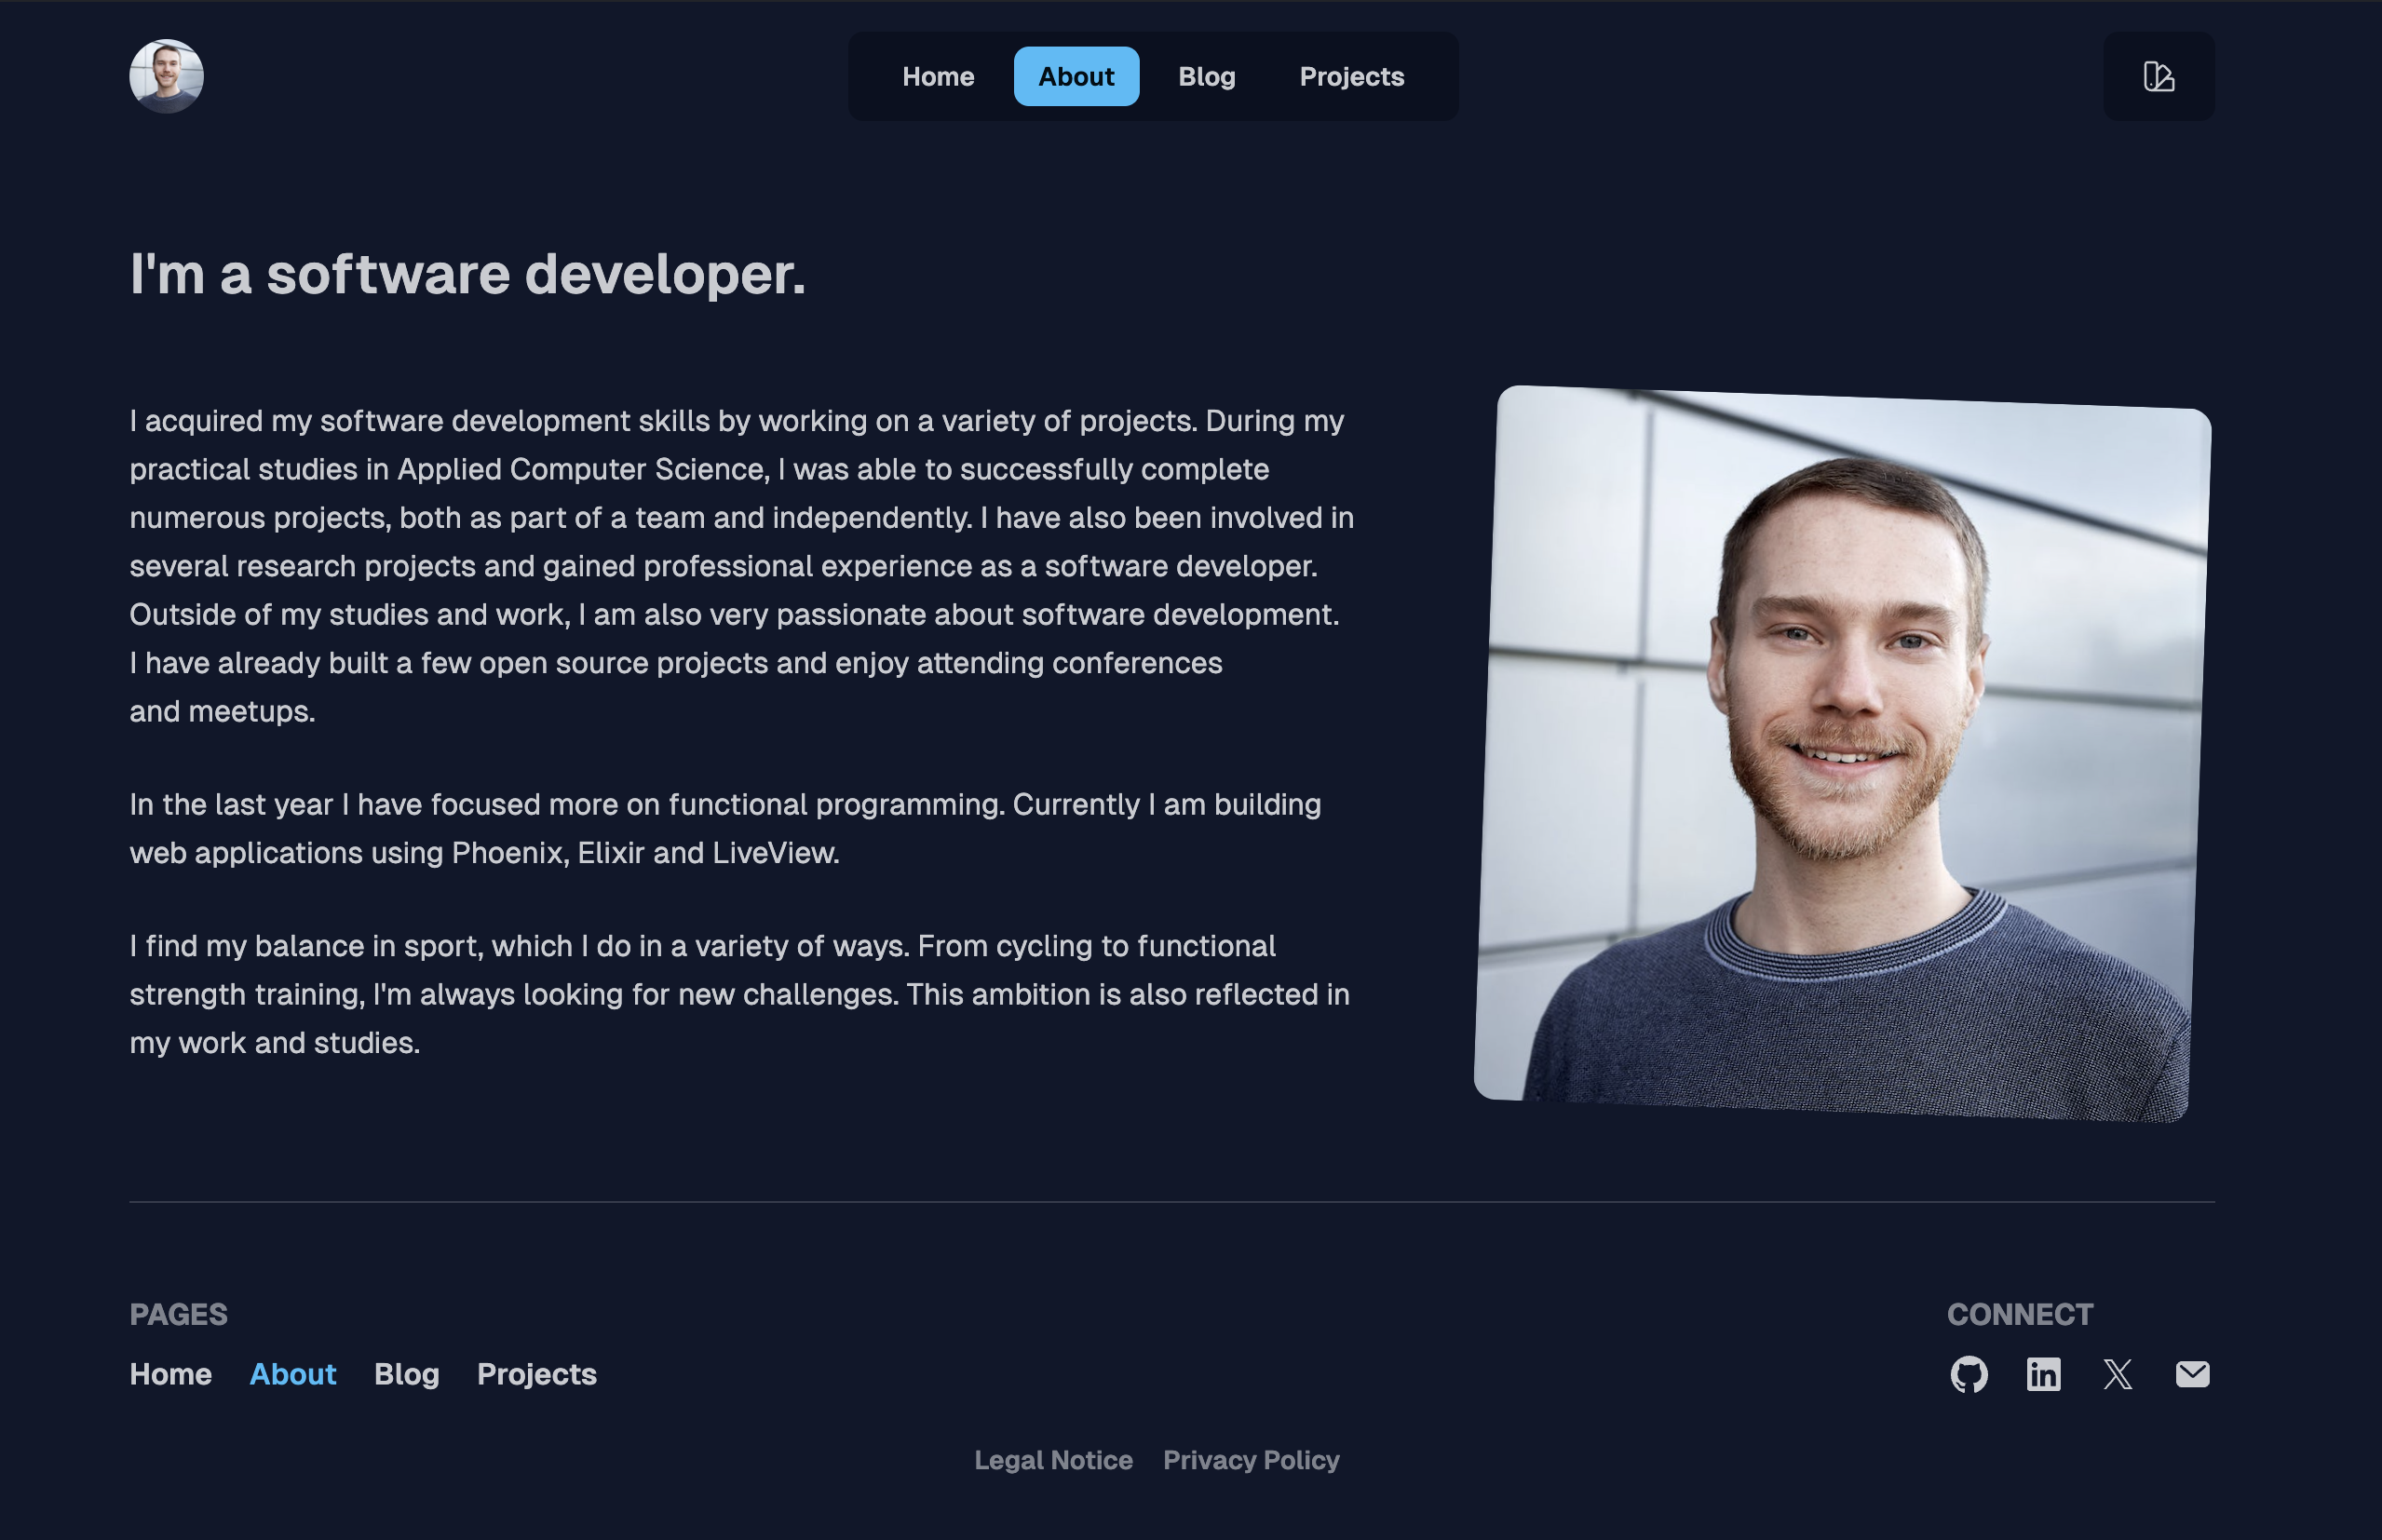 Home About Blog Projects
I'm a software developer.
I acquired my software development skills by working on a variety of projects. During my
practical studies in Applied Computer Science, I was able to successfully complete
numerous projects, both as part of a team and independently. I have also been involved in
several research projects and gained professional experience as a software developer.
Outside of my studies and work, I am also very passionate about software development.
I have already built a few open source projects and enjoy attending conferences
and meetups.
In the last year I have focused more on functional programming. Currently I am building
web applications using Phoenix, Elixir and LiveView.
I find my balance in sport, which I do in a variety of ways. From cycling to functional
strength training, I'm always looking for new challenges. This ambition is also reflected in
my work and studies.
PAGES
Home About Blog Projects
CONNECT
Legal Notice Privacy Policy